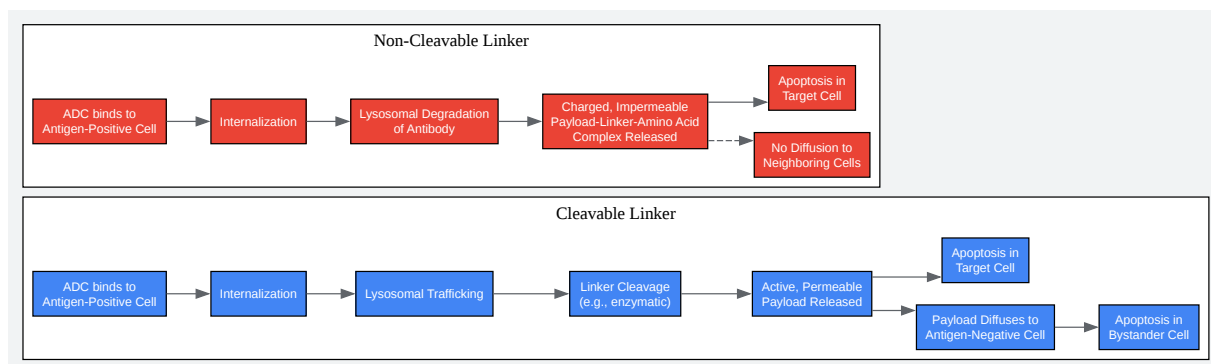 Non-Cleavable Linker
ADC binds to
Antigen-Positive Cell
Internalization
Lysosomal Degradation
of Antibody
Charged, Impermeable
Payload-Linker-Amino Acid
Complex Released
Apoptosis in
Target Cell
No Diffusion to
Neighboring Cells
Cleavable Linker
ADC binds to
Antigen-Positive Cell
Internalization
Lysosomal Trafficking
Linker Cleavage
(e.g., enzymatic)
Active, Permeable
Payload Released
Apoptosis in
Target Cell
Payload Diffuses to
Antigen-Negative Cell
Apoptosis in
Bystander Cell